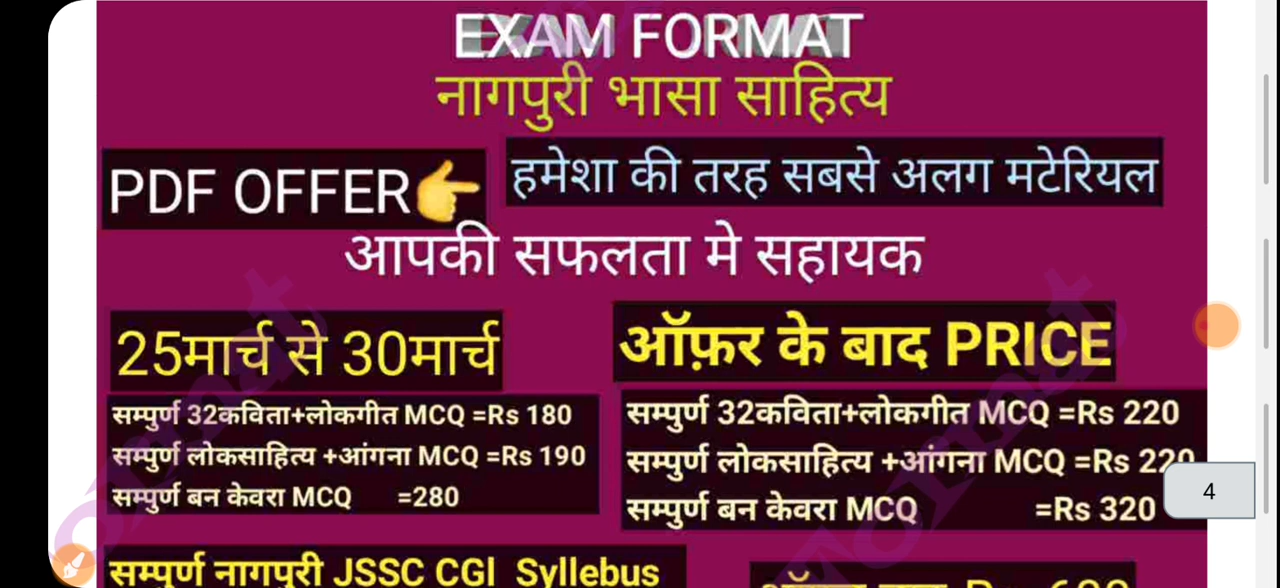 EXAM FORMAT
नागपुरी भासा साहित्य
PDF OFFER👉
हमेशा की तरह सबसे अलग मटेरियल
आपकी सफलता मे सहायक
25मार्च से 30मार्च
सम्पुर्ण 32कविता+लोकगीत MCQ =Rs 180
सम्पुर्ण लोकसाहित्य +आंगना MCQ =Rs 190
सम्पुर्ण बन केवरा MCQ =280
ऑफ़र के बाद PRICE
सम्पुर्ण 32कविता+लोकगीत MCQ =Rs 220
सम्पुर्ण लोकसाहित्य +आंगना MCQ =Rs 220
सम्पुर्ण बन केवरा MCQ =Rs 320
4
सम्पुर्ण नागपुरी JSSC CGl Syllebus